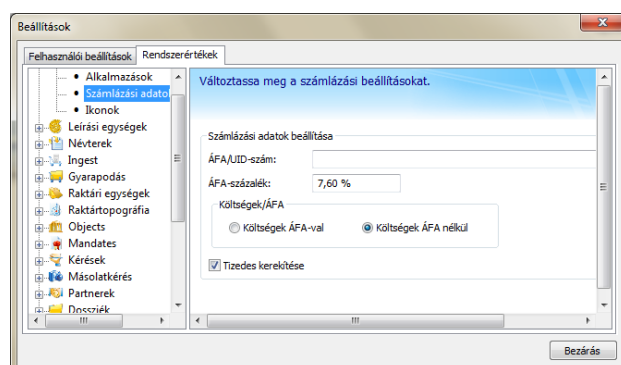 Beállítások
Felhasználói beállítások
Rendszerértékek
Alkalmazások
Számlázási adato
Ikonok
Leírási egységek
Névterek
Ingest
Gyarapodás
Raktári egységek
Raktártopográfia
Objects
Mandates
Kérések
Másolatkérés
Partnerek
Dossziék
Változtassa meg a számlázási beállításokat.
Számlázási adatok beállítása
ÁFA/UID-szám:
ÁFA-százalék: 7,60 %
Költségek/ÁFA
Költségek ÁFA-val
Költségek ÁFA nélkül
Tizedes kerekítése
Bezárás